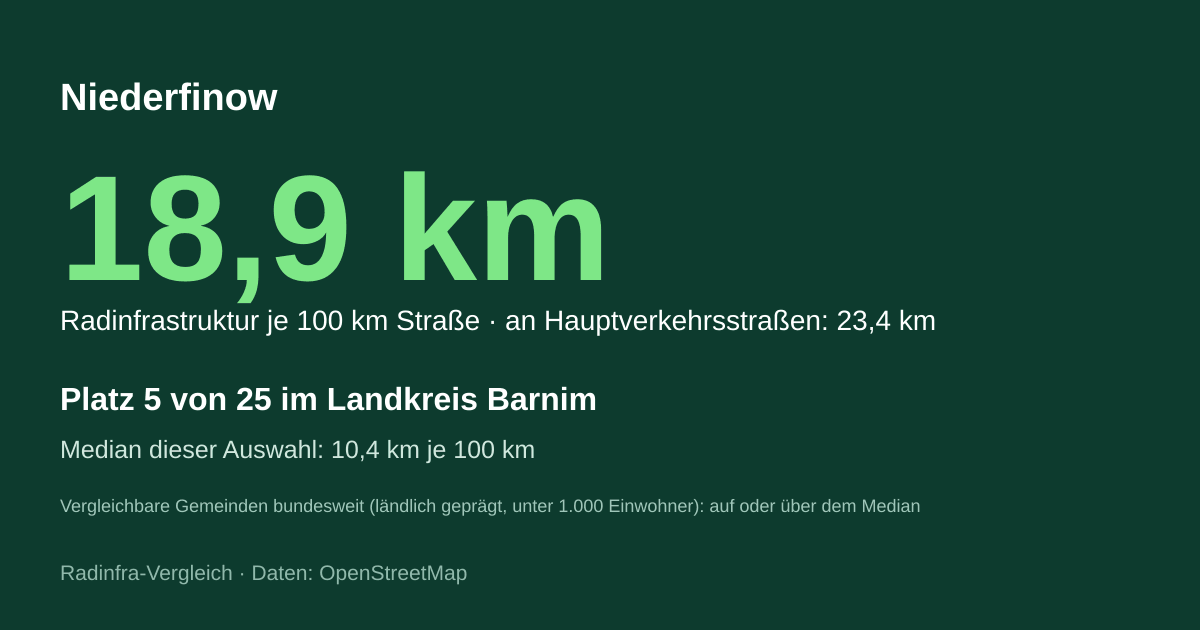 Niederfinow
18,9 km
Radinfrastruktur je 100 km Straße · an Hauptverkehrsstraßen: 23,4 km
Platz 5 von 25 im Landkreis Barnim
Median dieser Auswahl: 10,4 km je 100 km
Vergleichbare Gemeinden bundesweit (ländlich geprägt, unter 1.000 Einwohner): auf oder über dem Median
Radinfra-Vergleich · Daten: OpenStreetMap